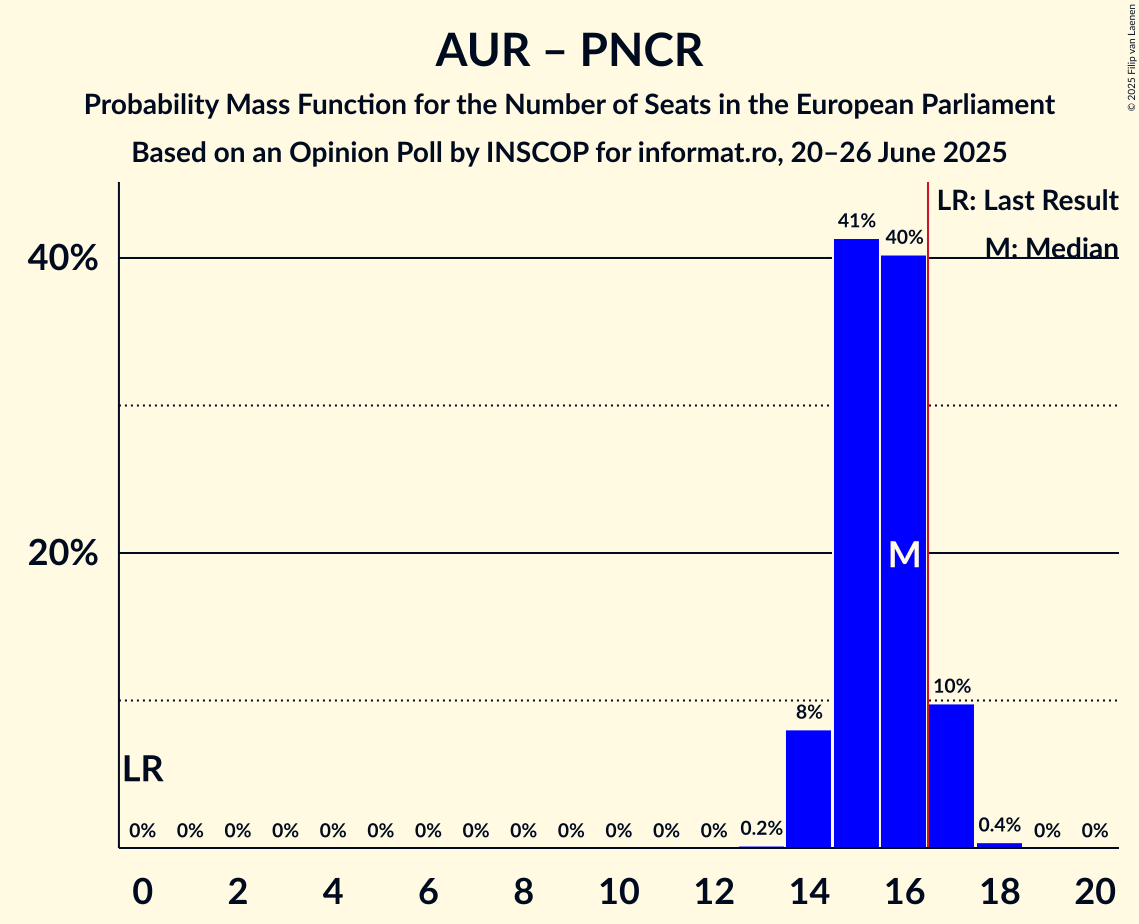 AUR – PNCR
Probability Mass Function for the Number of Seats in the European Parliament
Based on an Opinion Poll by INSCOP for informat.ro, 20–26 June 2025
© 2025 Filip van Laenen
LR: Last Result
M: Median
40%
20%
41%
40%
M
10%
8%
LR
0% 0% 0% 0% 0% 0% 0% 0% 0% 0% 0% 0% 0% 0.2% 0.4% 0% 0%
0 2 4 6 8 10 12 14 16 18 20